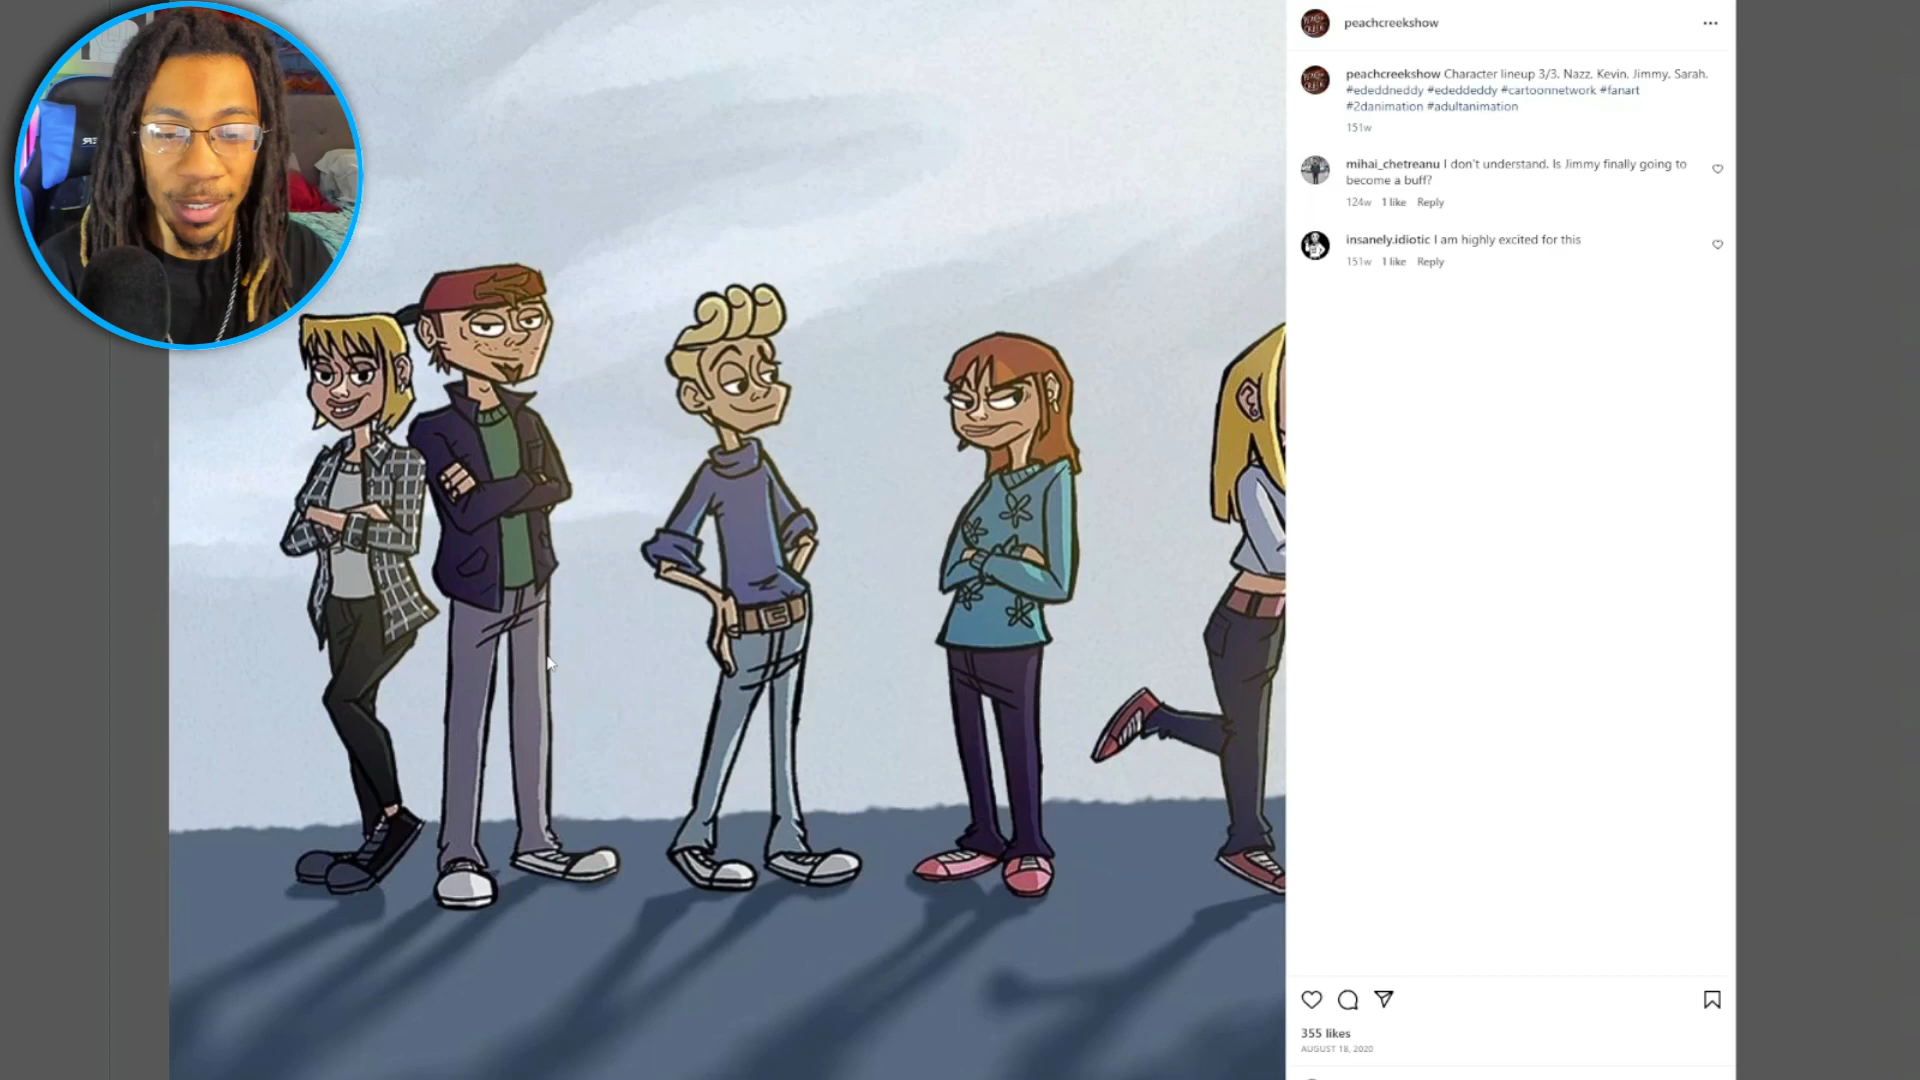 peachcreekshow
peachcreekshow Character lineup 3/3. Nazz, Kevin, Jimmy, Sarah.
#ededdneddy #ededdeddy #cartoonnetwork #fanart
#2danimation #adultanimation
151w
mihai_chetreanu I don't understand. Is Jimmy finally going to
become a buff?
124w 1 like Reply
insanely.idiotic I am highly excited for this
151w 1 like Reply
355 likes
AUGUST 18, 2020